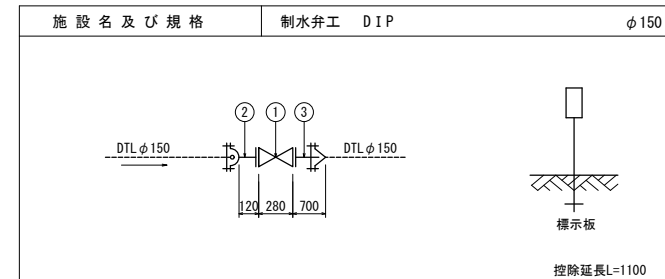 施設名及び規格
制水弁工 DIP φ150
② ① ③
DTLφ150 DTLφ150
120 280 700
標示板
控除延長L=1100